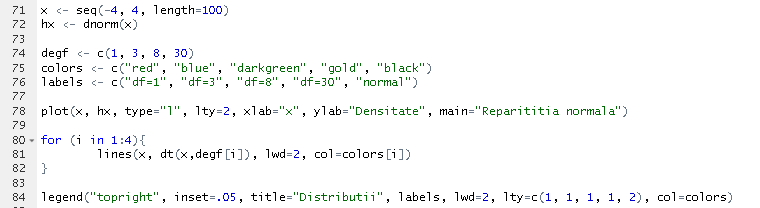 71 x <- seq(-4, 4, length=100)
72 hx <- dnorm(x)
73
74 degf <- c(1, 3, 8, 30)
75 colors <- c("red", "blue", "darkgreen", "gold", "black")
76 labels <- c("df=1", "df=3", "df=8", "df=30", "normal")
77
78 plot(x, hx, type="l", lty=2, xlab="x", ylab="Densitate", main="Reparititia normala")
79
80 for (i in 1:4){
81 lines(x, dt(x,degf[i]), lwd=2, col=colors[i])
82 }
83
84 legend("topright", inset=.05, title="Distributii", labels, lwd=2, lty=c(1, 1, 1, 1, 2), col=colors)